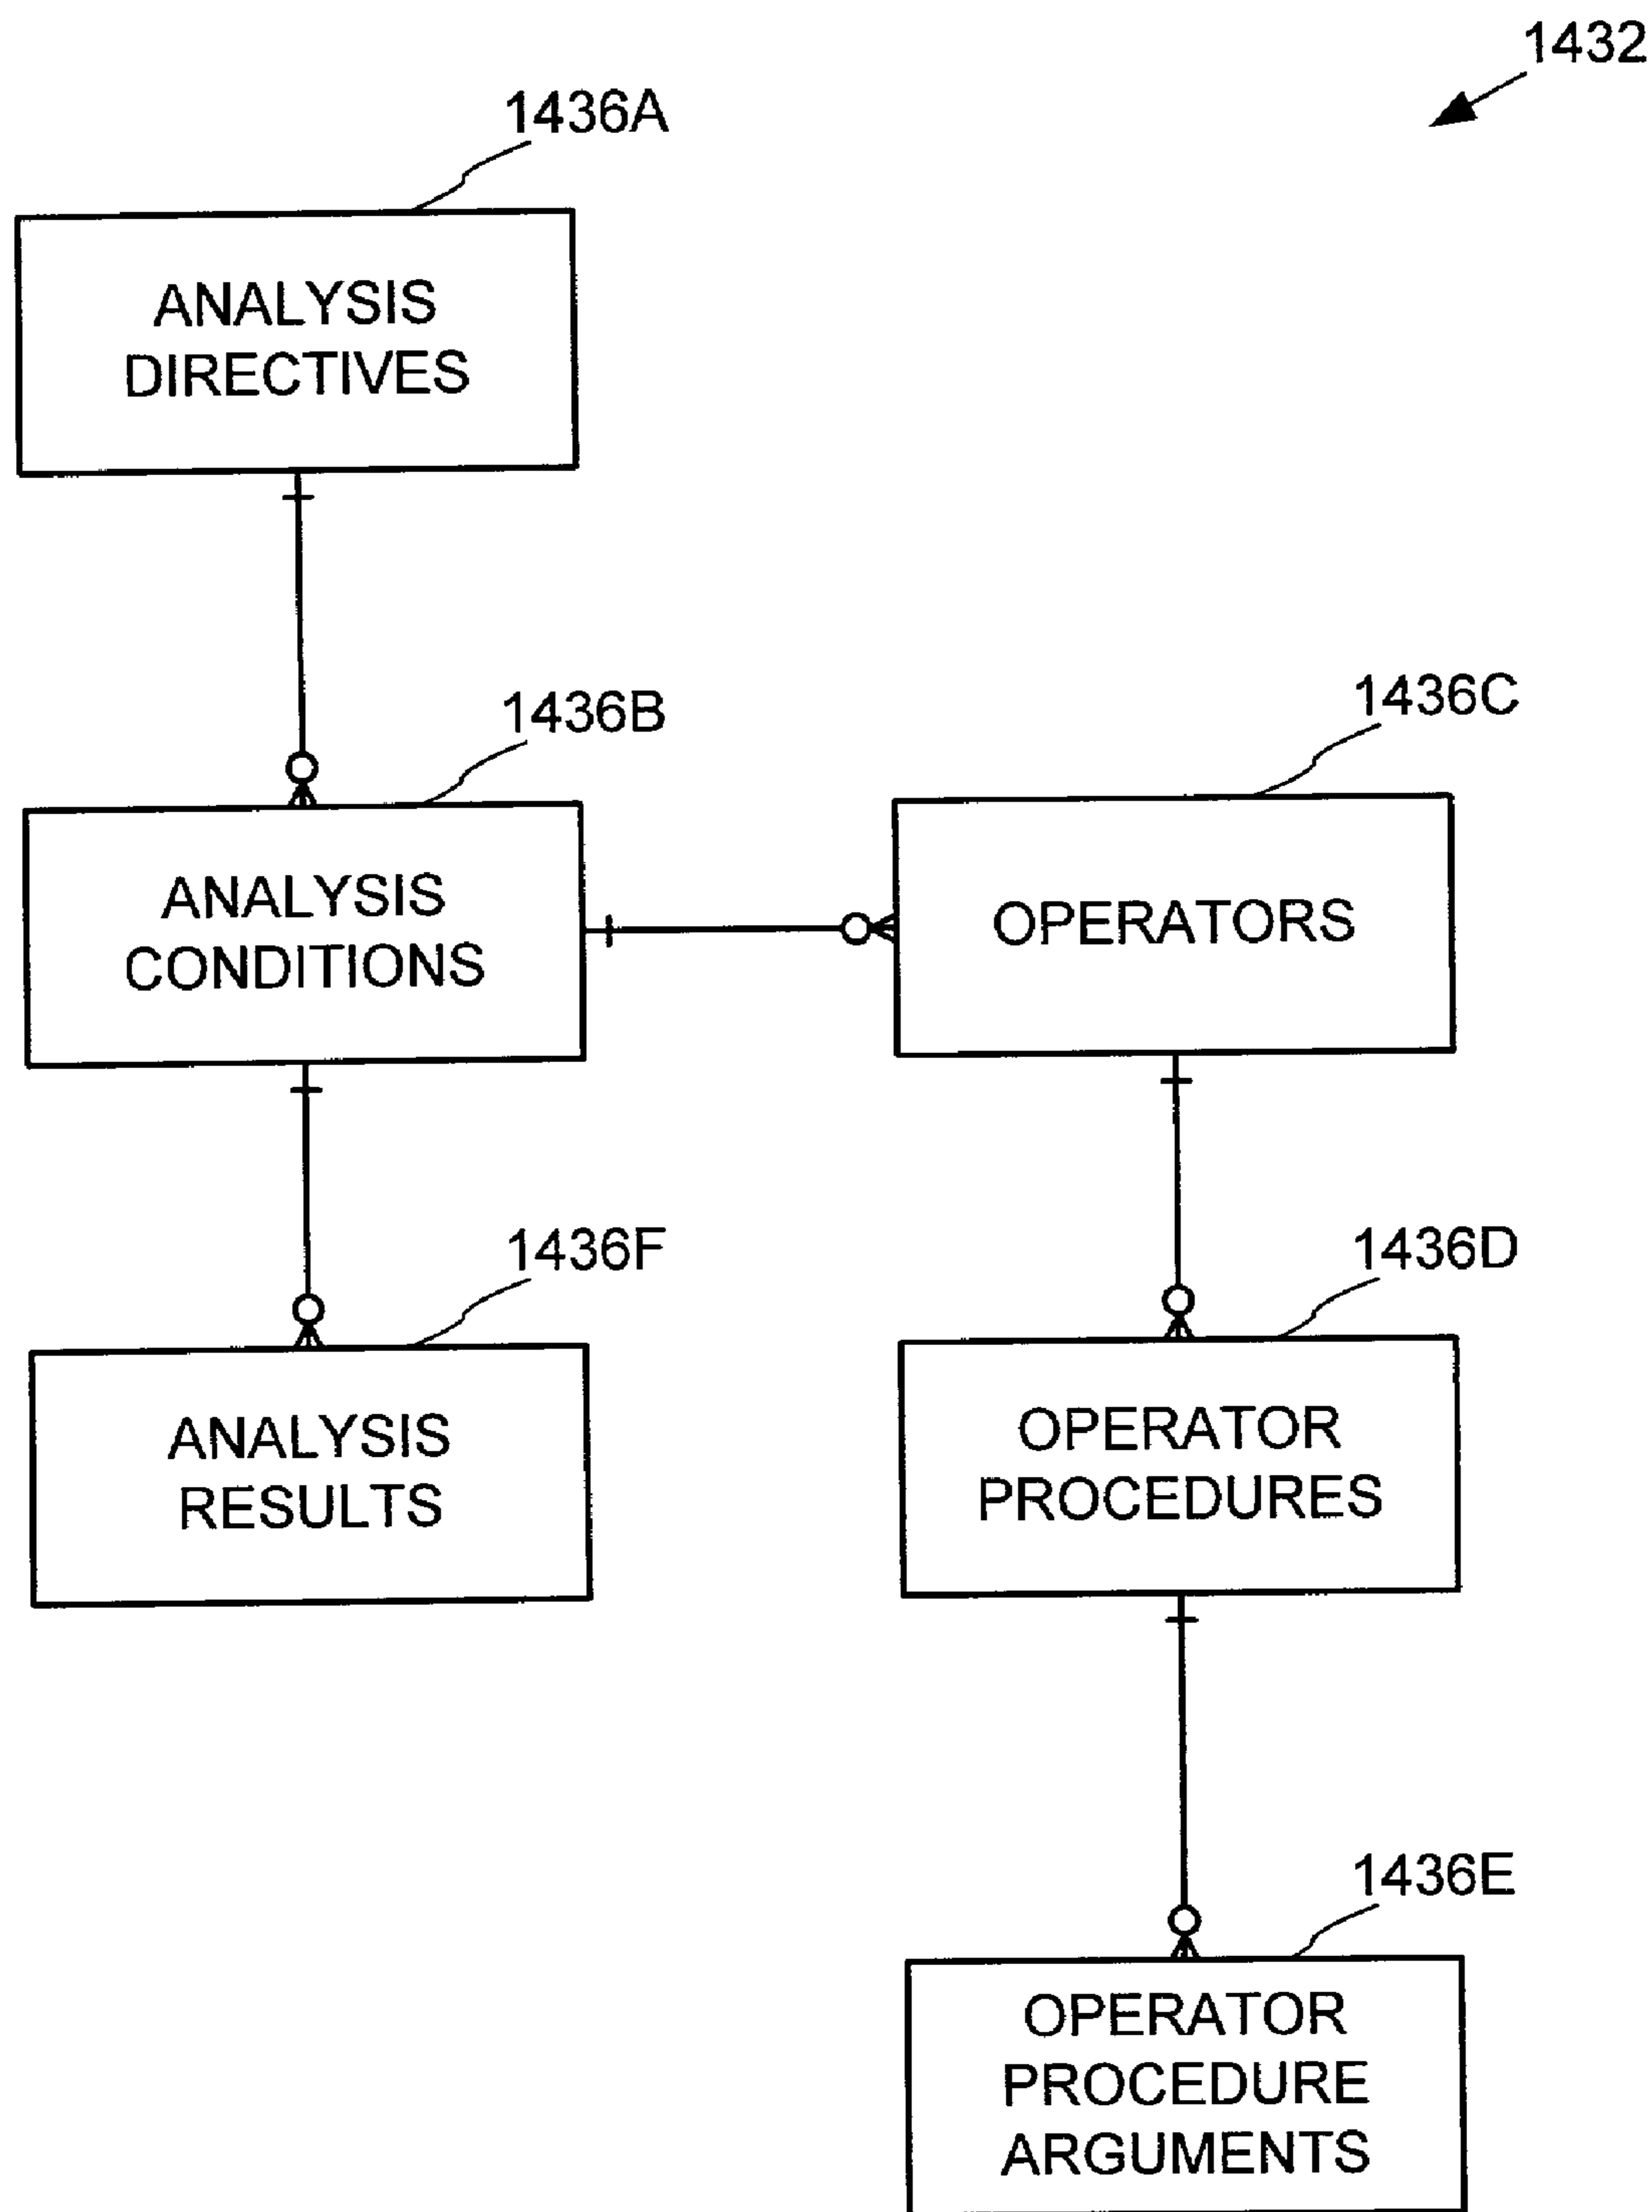 1432
1436A
ANALYSIS
DIRECTIVES
1436B
ANALYSIS
CONDITIONS
1436C
OPERATORS
1436F
ANALYSIS
RESULTS
1436D
OPERATOR
PROCEDURES
1436E
OPERATOR
PROCEDURE
ARGUMENTS